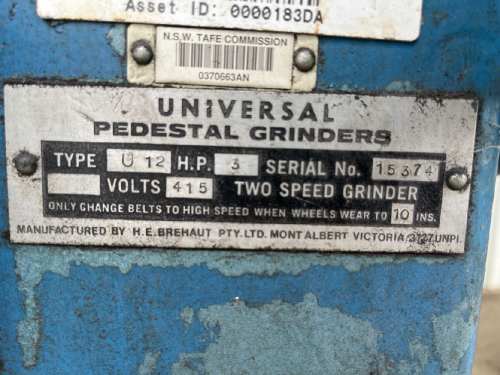 Asset ID: 0000183DA
N.S.W. TAFE COMMISSION
0370663AN
UNIVERSAL
PEDESTAL GRINDERS
TYPE U 12 H.P. 3 SERIAL No. 15374
VOLTS 415 TWO SPEED GRINDER
ONLY CHANGE BELTS TO HIGH SPEED WHEN WHEELS WEAR TO 10 INS.
MANUFACTURED BY H.E. BREHAUT PTY. LTD. MONT ALBERT VICTORIA, 3127